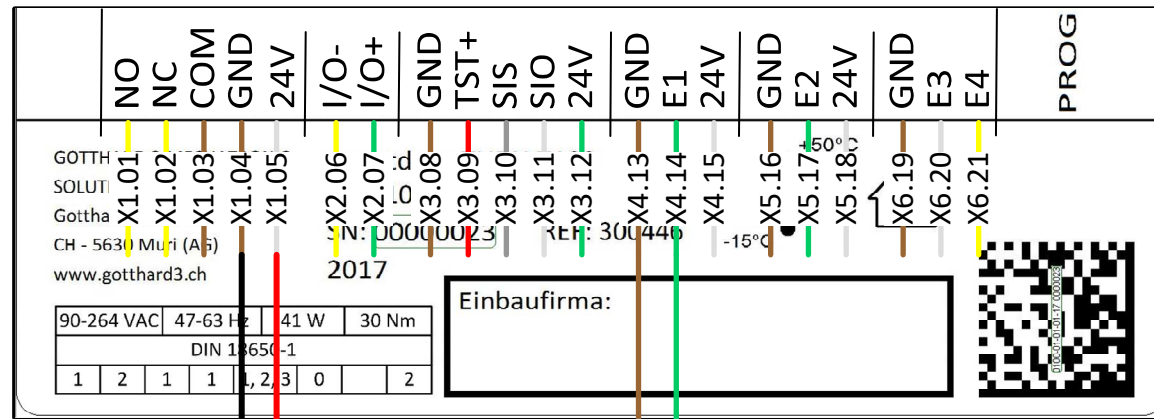 NO
NC
COM
GND
24V
I/O-
I/O+
GND
TST+
SIS
SIO
24V
GND
E1
24V
GND
E2
24V
GND
E3
E4
PROG
X1.01
X1.02
X1.03
X1.04
X1.05
X2.06
X2.07
X3.08
X3.09
X3.10
X3.11
X3.12
X4.13
X4.14
X4.15
X5.16
X5.17
X5.18
X6.19
X6.20
X6.21
GOTTH
SOLUTI
Gottha
CH - 5630 Muri (AG)
www.gotthard3.ch
SN: 00000023 REF: 300446
2017
+50°C
-15°C
90-264 VAC 47-63 Hz 41 W 30 Nm
DIN 18650-1
1 2 1 1 1, 2, 3 0 2
Einbaufirma: